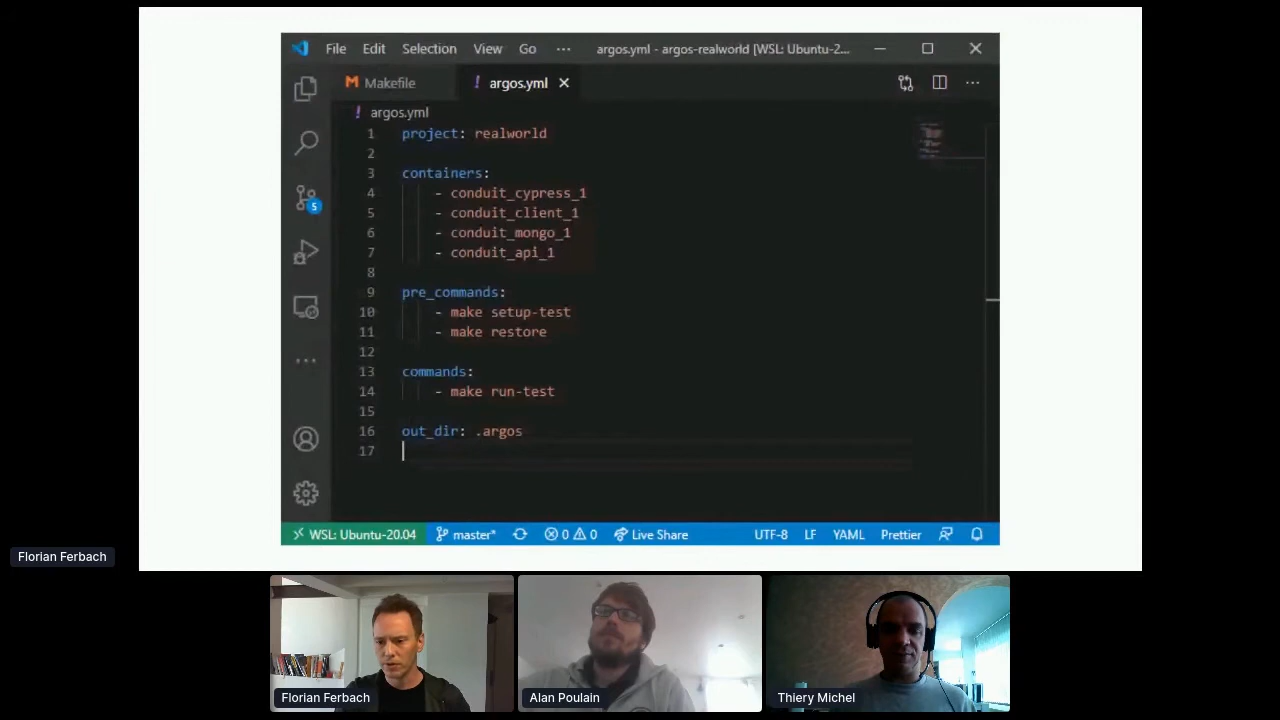 File Edit Selection View Go ··· argos.yml - argos-realworld [WSL: Ubuntu-2...
Makefile ! argos.yml
! argos.yml
1 project: realworld
2
3 containers:
4 - conduit_cypress_1
5 - conduit_client_1
6 - conduit_mongo_1
7 - conduit_api_1
8
9 pre_commands:
10 - make setup-test
11 - make restore
12
13 commands:
14 - make run-test
15
16 out_dir: .argos
17
5
WSL: Ubuntu-20.04 master* 0 0 Live Share UTF-8 LF YAML Prettier
Florian Ferbach
Florian Ferbach
Alan Poulain
Thiery Michel